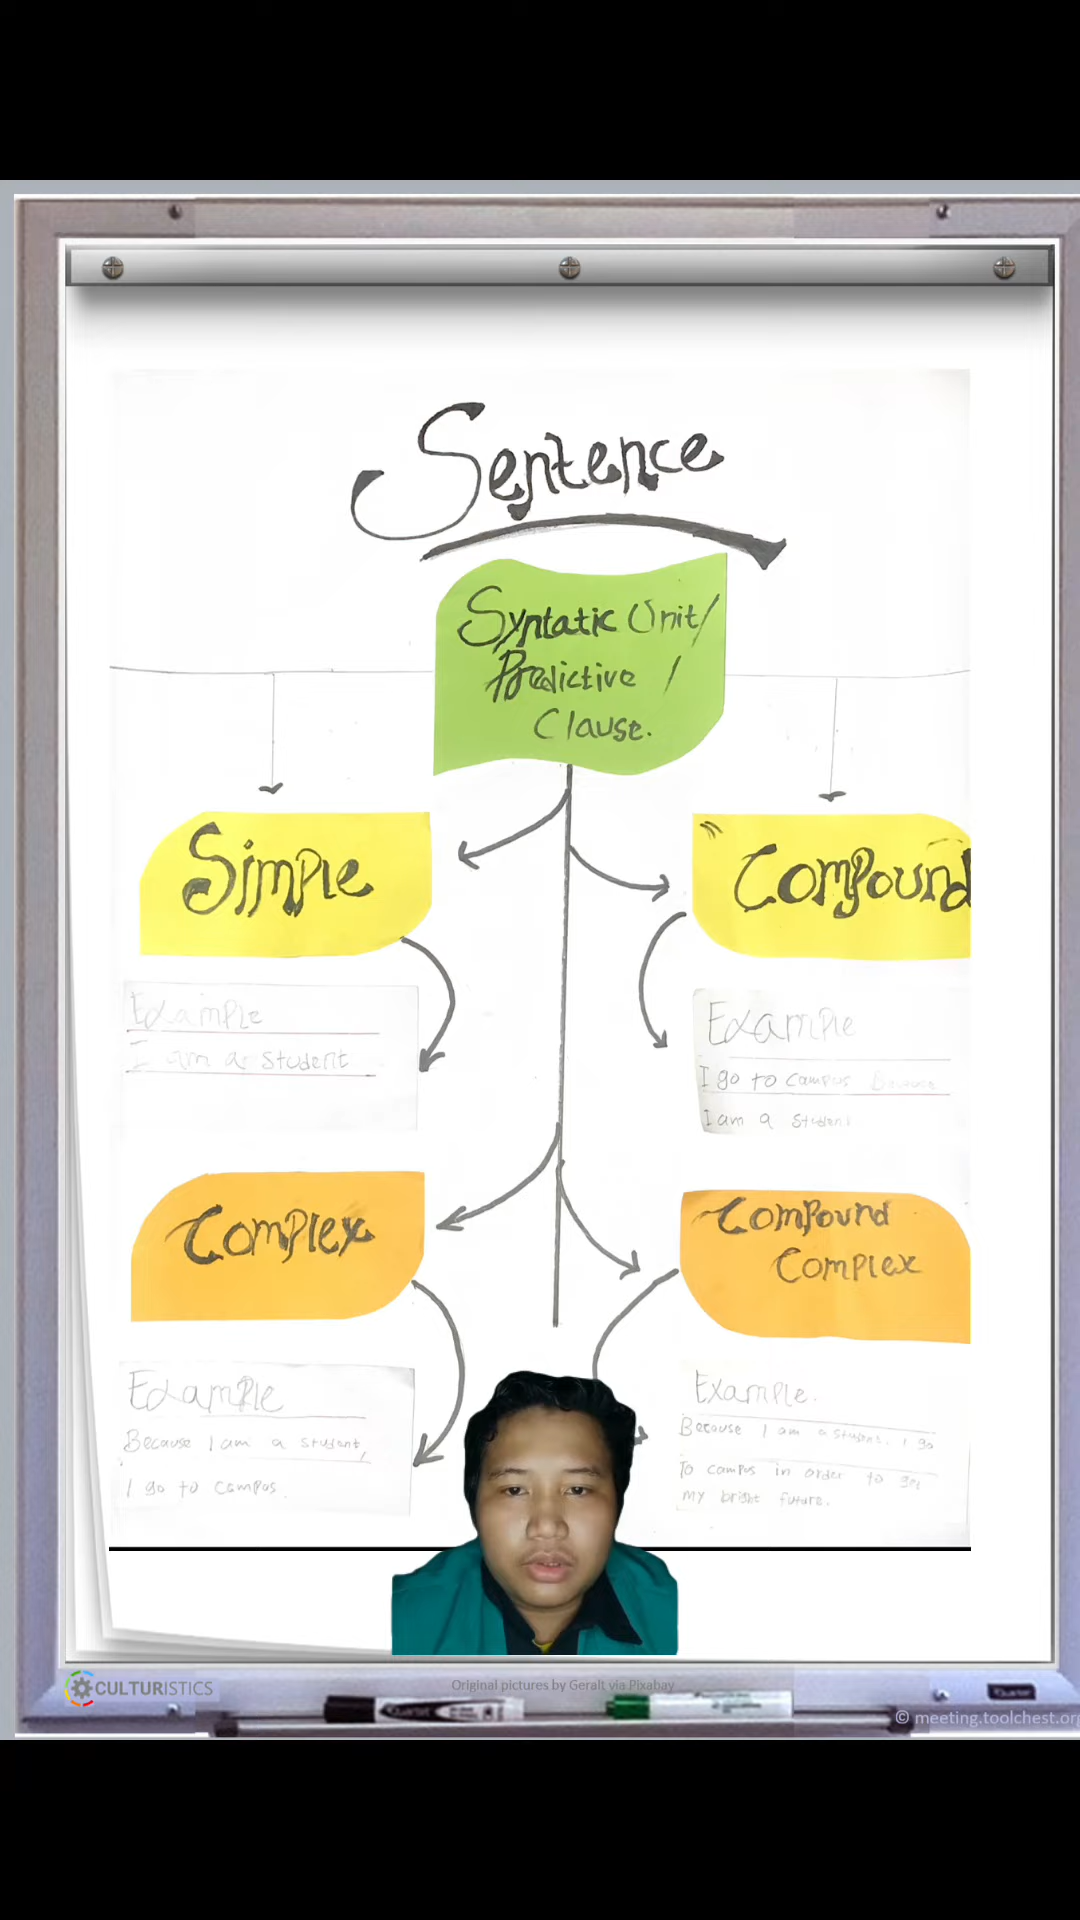 Sentence
Syntatic Unit/
Predictive /
Clause.
Simple
Compound
Example
I am a student
Example
I go to campus Because
I am a student
Complex
Compound
Complex
Example
Because I am a student,
I go to campus.
Example.
Because I am a student. I go
To campus in order to get
my bright future.
CULTURISTICS
Original pictures by Geralt via Pixabay
© meeting.toolchest.org